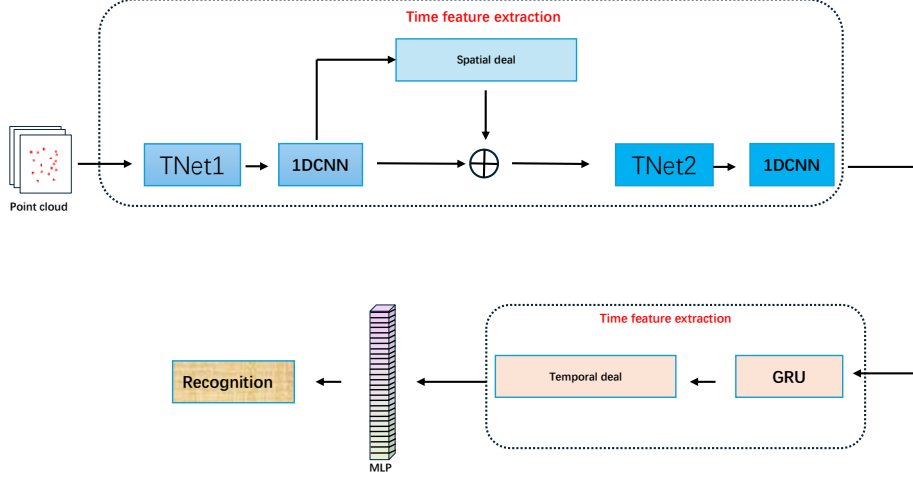 Time feature extraction
Spatial deal
TNet1
1DCNN
TNet2
1DCNN
Point cloud
Time feature extraction
Recognition
Temporal deal
GRU
MLP